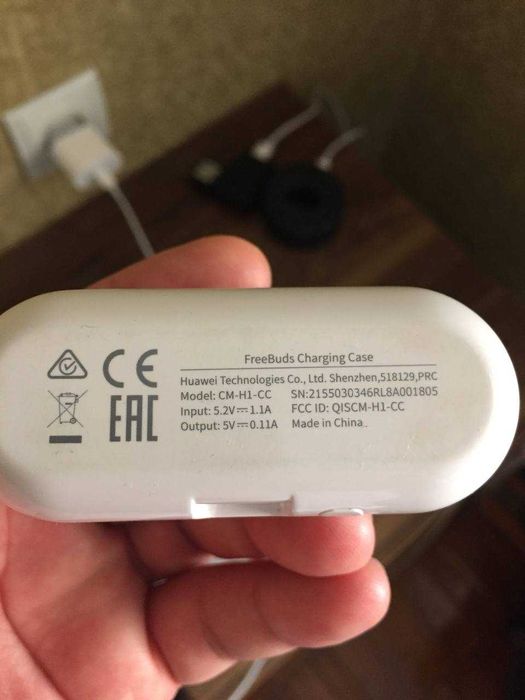 FreeBuds Charging Case
Huawei Technologies Co., Ltd. Shenzhen,518129,PRC
Model: CM-H1-CC SN:2155030346RL8A001805
Input: 5.2V⎓1.1A FCC ID: QISCM-H1-CC
Output: 5V⎓0.11A Made in China
CE
EAC